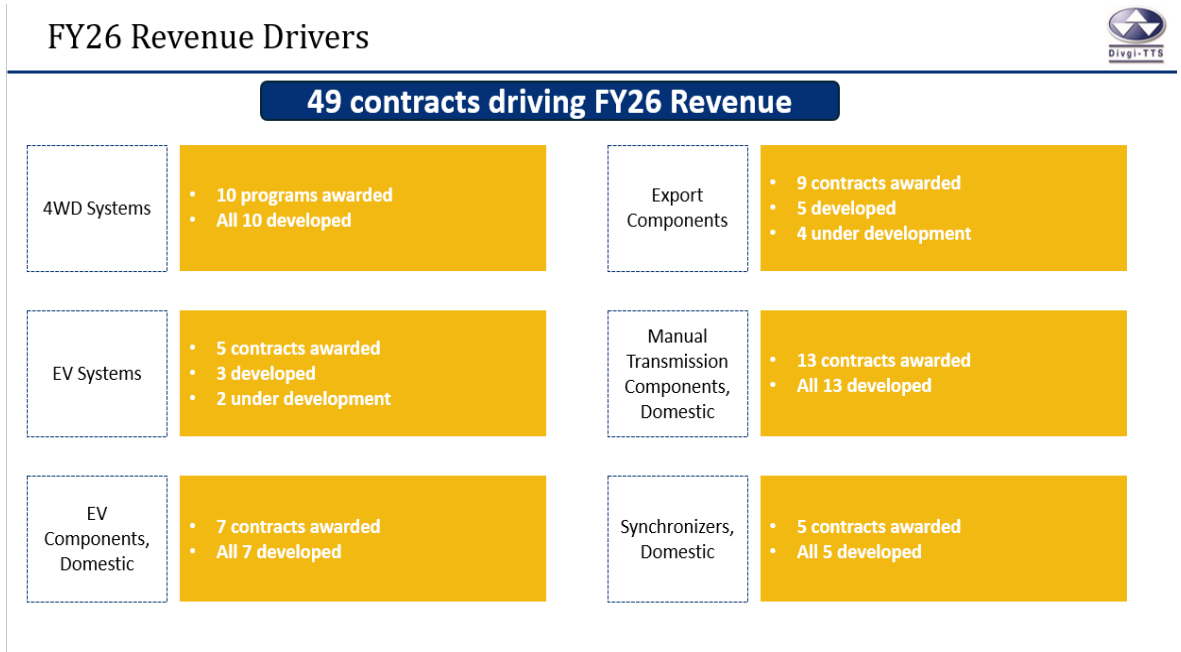 FY26 Revenue Drivers
Divgi-TTS
49 contracts driving FY26 Revenue
4WD Systems
• 10 programs awarded
• All 10 developed
Export
Components
• 9 contracts awarded
• 5 developed
• 4 under development
EV Systems
• 5 contracts awarded
• 3 developed
• 2 under development
Manual
Transmission
Components,
Domestic
• 13 contracts awarded
• All 13 developed
EV
Components,
Domestic
• 7 contracts awarded
• All 7 developed
Synchronizers,
Domestic
• 5 contracts awarded
• All 5 developed